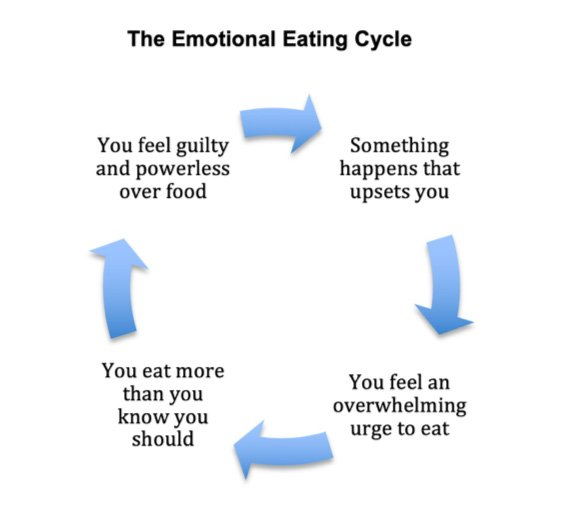 The Emotional Eating Cycle
You feel guilty
and powerless
over food
Something
happens that
upsets you
You feel an
overwhelming
urge to eat
You eat more
than you
know you
should